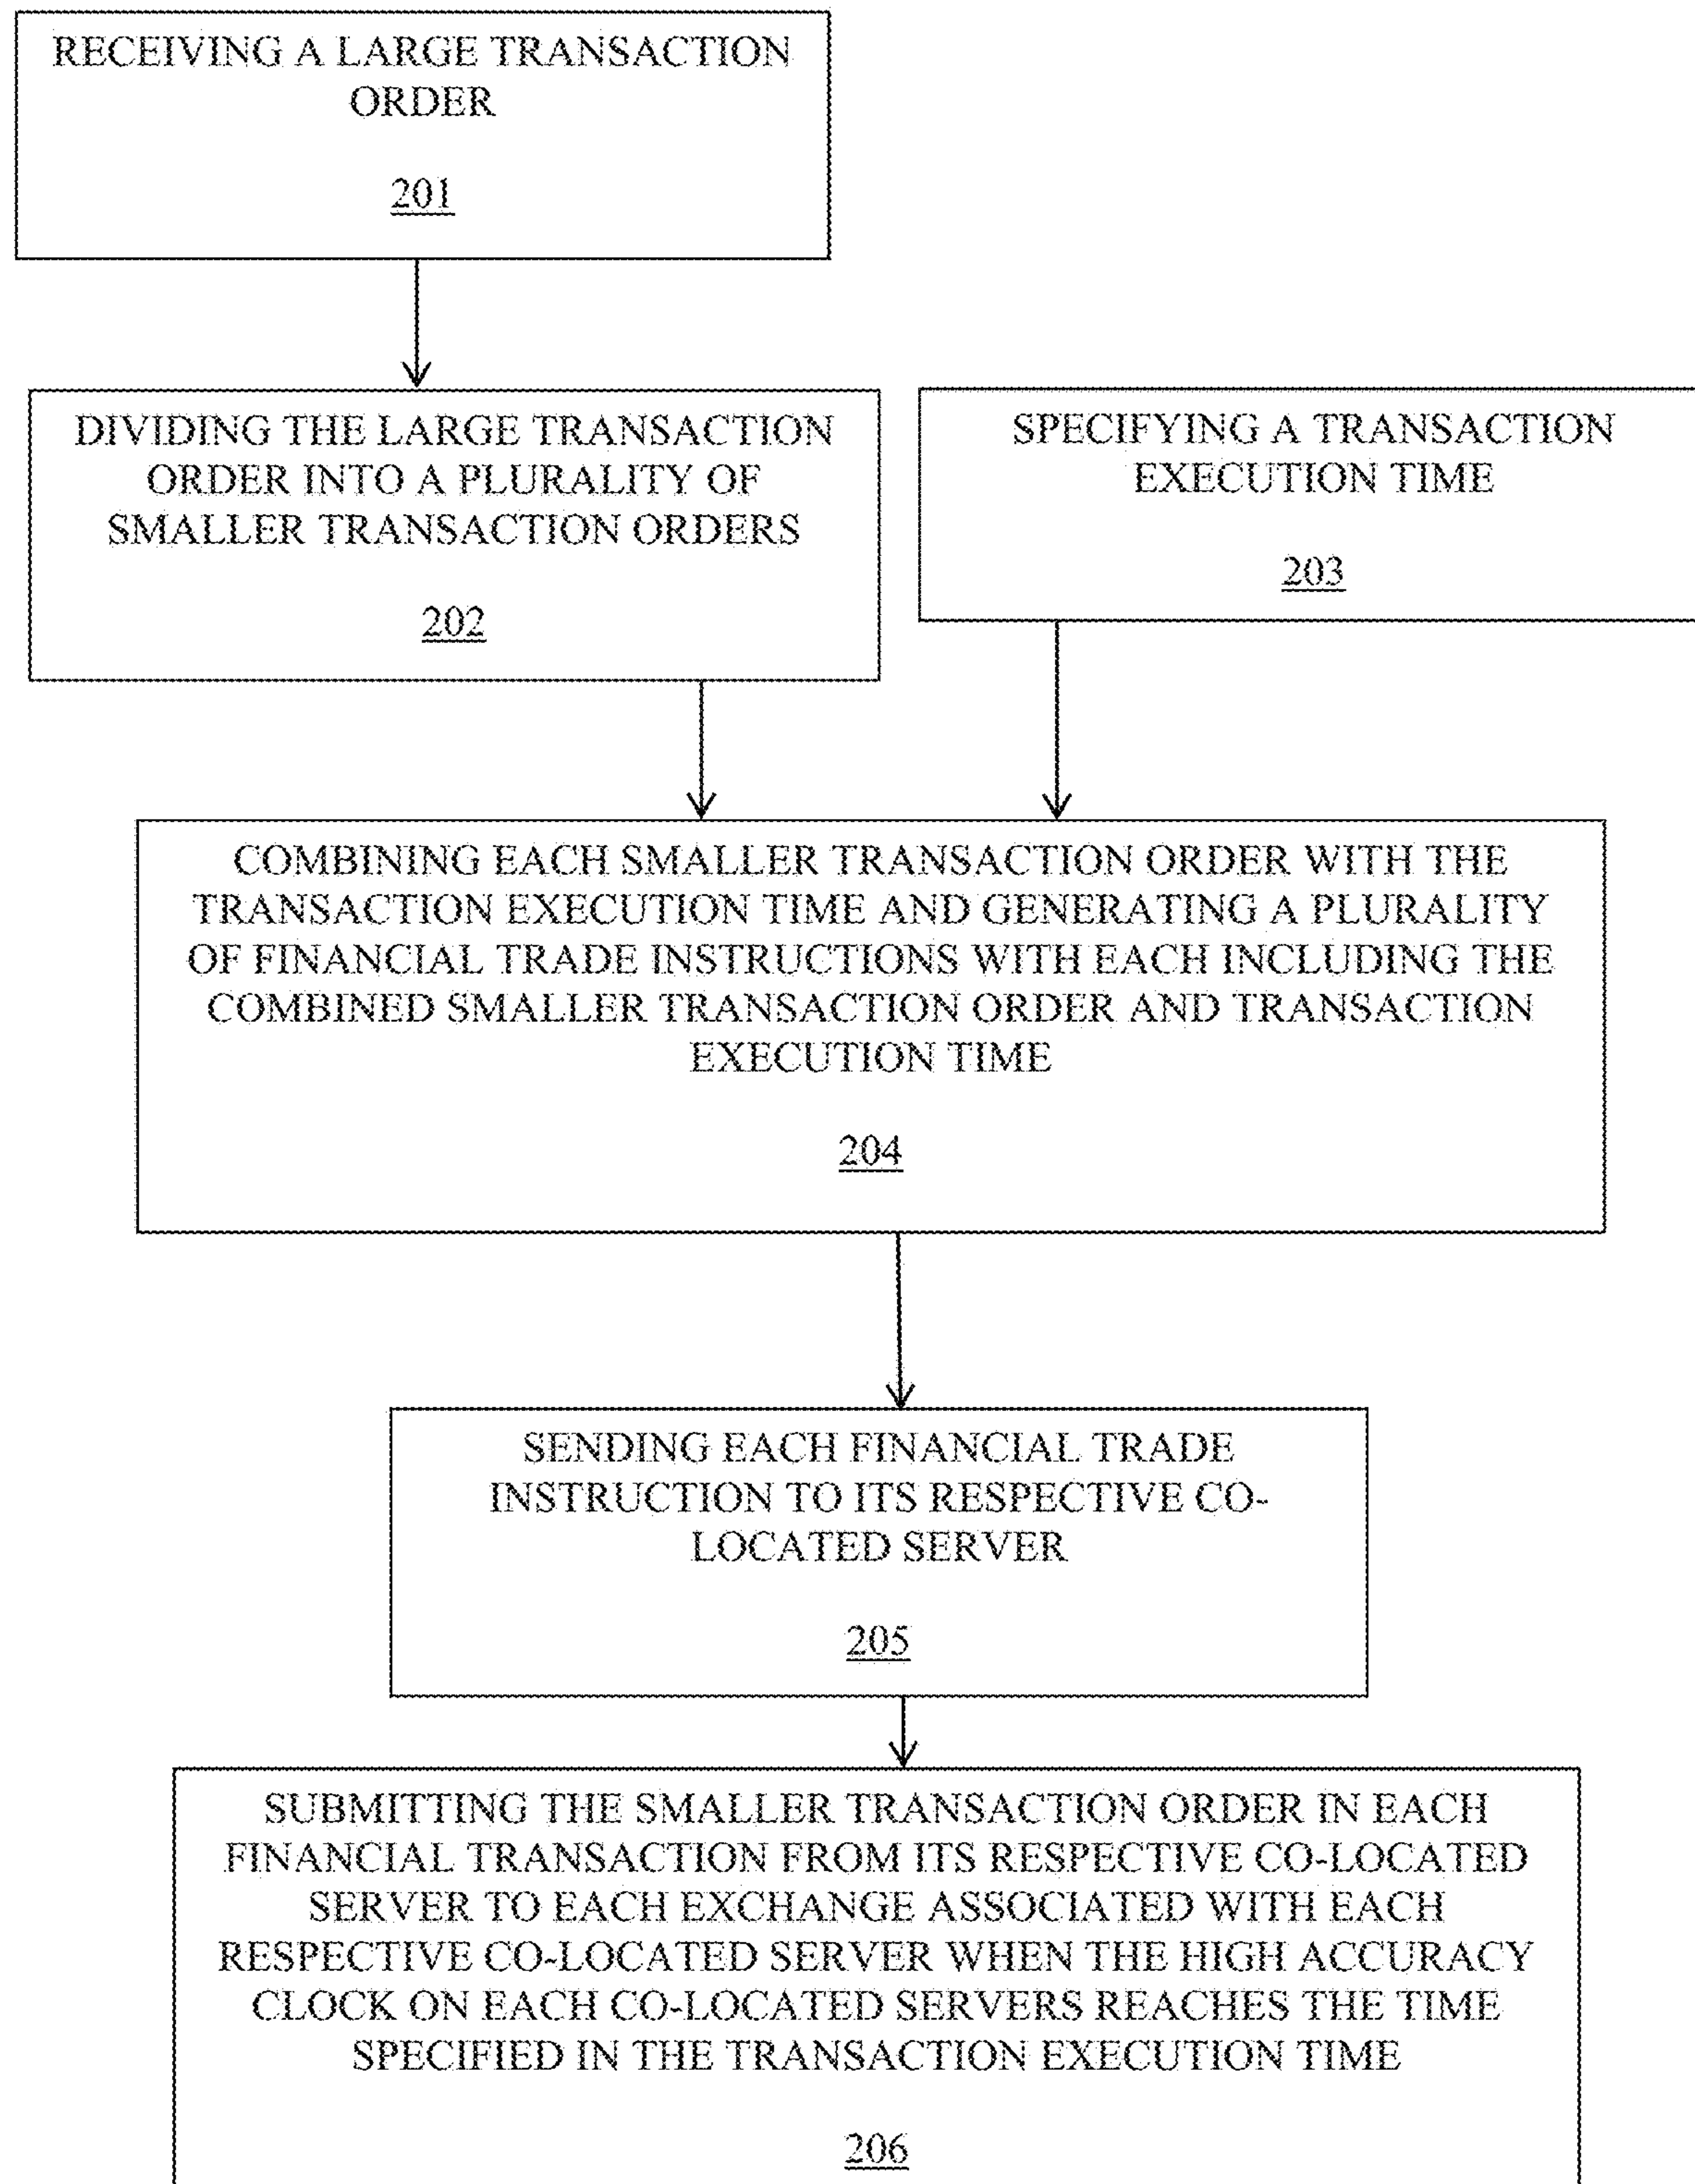 RECEIVING A LARGE TRANSACTION
ORDER
201
DIVIDING THE LARGE TRANSACTION
ORDER INTO A PLURALITY OF
SMALLER TRANSACTION ORDERS
202
SPECIFYING A TRANSACTION
EXECUTION TIME
203
COMBINING EACH SMALLER TRANSACTION ORDER WITH THE
TRANSACTION EXECUTION TIME AND GENERATING A PLURALITY
OF FINANCIAL TRADE INSTRUCTIONS WITH EACH INCLUDING THE
COMBINED SMALLER TRANSACTION ORDER AND TRANSACTION
EXECUTION TIME
204
SENDING EACH FINANCIAL TRADE
INSTRUCTION TO ITS RESPECTIVE CO-
LOCATED SERVER
205
SUBMITTING THE SMALLER TRANSACTION ORDER IN EACH
FINANCIAL TRANSACTION FROM ITS RESPECTIVE CO-LOCATED
SERVER TO EACH EXCHANGE ASSOCIATED WITH EACH
RESPECTIVE CO-LOCATED SERVER WHEN THE HIGH ACCURACY
CLOCK ON EACH CO-LOCATED SERVERS REACHES THE TIME
SPECIFIED IN THE TRANSACTION EXECUTION TIME
206